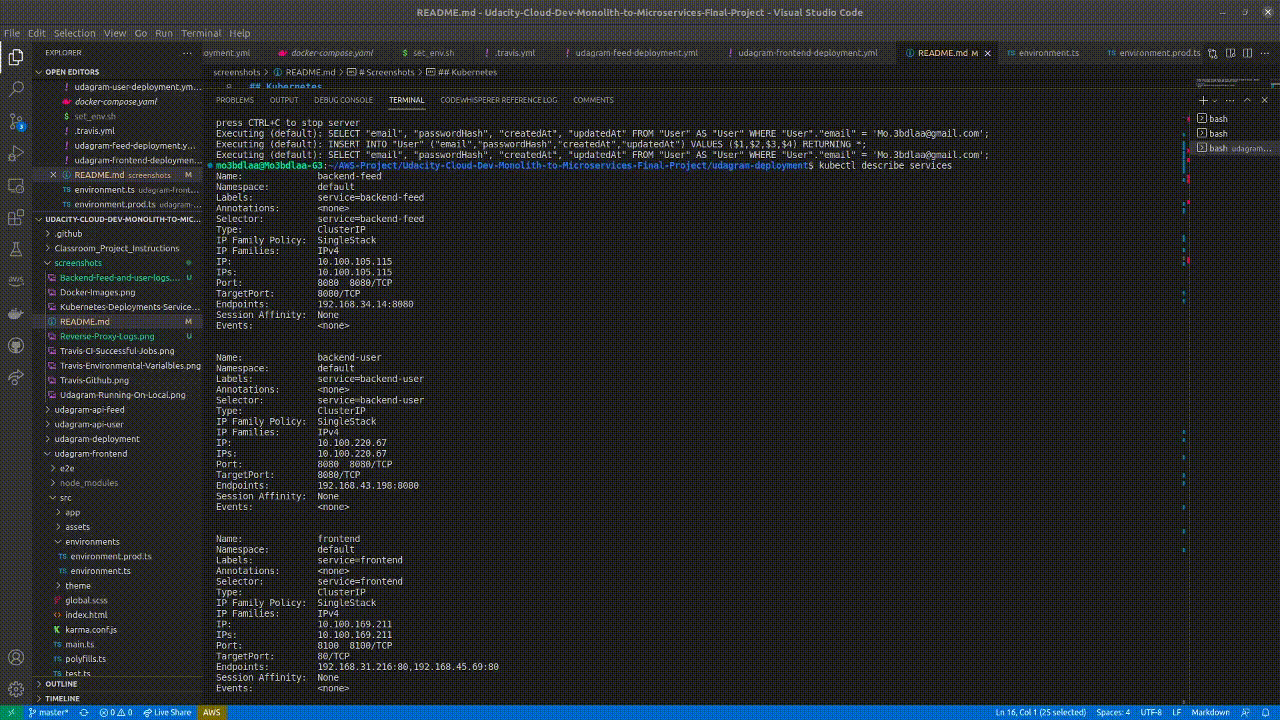 README.md - Udacity-Cloud-Dev-Monolith-to-Microservices-Final-Project - Visual Studio Code
File Edit Selection View Go Run Terminal Help
EXPLORER
oyment.yml docker-compose.yaml set_env.sh .travis.yml udagram-feed-deployment.yml udagram-frontend-deployment.yml README.md M environment.ts environment.prod.ts
OPEN EDITORS
udagram-user-deployment.ym...
docker-compose.yaml
set_env.sh
.travis.yml
udagram-feed-deployment...
udagram-frontend-deployment...
README.md screenshots M
environment.ts udagram-front...
environment.prod.ts udagram-...
UDACITY-CLOUD-DEV-MONOLITH-TO-MIC...
.github
Classroom_Project_Instructions
screenshots
Backend-feed-and-user-logs.... U
Docker-Images.png
Kubernetes-Deployments-Service...
README.md M
Reverse-Proxy-Logs.png U
Travis-CI-Successful-Jobs.png
Travis-Environmental-Varialbles.png
Travis-Github.png
Udagram-Running-On-Local.png
udagram-api-feed
udagram-api-user
udagram-deployment
udagram-frontend
e2e
node_modules
src
app
assets
environments
environment.prod.ts
environment.ts
theme
global.scss
index.html
karma.conf.js
main.ts
polyfills.ts
test.ts
OUTLINE
TIMELINE
screenshots > README.md > # Screenshots > ## Kubernetes
9 ## Kubernetes
PROBLEMS OUTPUT DEBUG CONSOLE TERMINAL CODEWHISPERER REFERENCE LOG COMMENTS
press CTRL+C to stop server
Executing (default): SELECT "email", "passwordHash", "createdAt", "updatedAt" FROM "User" AS "User" WHERE "User"."email" = 'Mo.3bdlaa@gmail.com';
Executing (default): INSERT INTO "User" ("email","passwordHash","createdAt","updatedAt") VALUES ($1,$2,$3,$4) RETURNING *;
Executing (default): SELECT "email", "passwordHash", "createdAt", "updatedAt" FROM "User" AS "User" WHERE "User"."email" = 'Mo.3bdlaa@gmail.com';
mo3bdlaa@Mo3bdlaa-G3:~/AWS-Project/Udacity-Cloud-Dev-Monolith-to-Microservices-Final-Project/udagram-deployment$ kubectl describe services
Name: backend-feed
Namespace: default
Labels: service=backend-feed
Annotations: <none>
Selector: service=backend-feed
Type: ClusterIP
IP Family Policy: SingleStack
IP Families: IPv4
IP: 10.100.105.115
IPs: 10.100.105.115
Port: 8080 8080/TCP
TargetPort: 8080/TCP
Endpoints: 192.168.34.14:8080
Session Affinity: None
Events: <none>
Name: backend-user
Namespace: default
Labels: service=backend-user
Annotations: <none>
Selector: service=backend-user
Type: ClusterIP
IP Family Policy: SingleStack
IP Families: IPv4
IP: 10.100.220.67
IPs: 10.100.220.67
Port: 8080 8080/TCP
TargetPort: 8080/TCP
Endpoints: 192.168.43.198:8080
Session Affinity: None
Events: <none>
Name: frontend
Namespace: default
Labels: service=frontend
Annotations: <none>
Selector: service=frontend
Type: ClusterIP
IP Family Policy: SingleStack
IP Families: IPv4
IP: 10.100.169.211
IPs: 10.100.169.211
Port: 8100 8100/TCP
TargetPort: 80/TCP
Endpoints: 192.168.31.216:80,192.168.45.69:80
Session Affinity: None
Events: <none>
bash
bash
bash udagram...
master* 0 0 Live Share AWS Ln 16, Col 1 (25 selected) Spaces: 4 UTF-8 LF Markdown